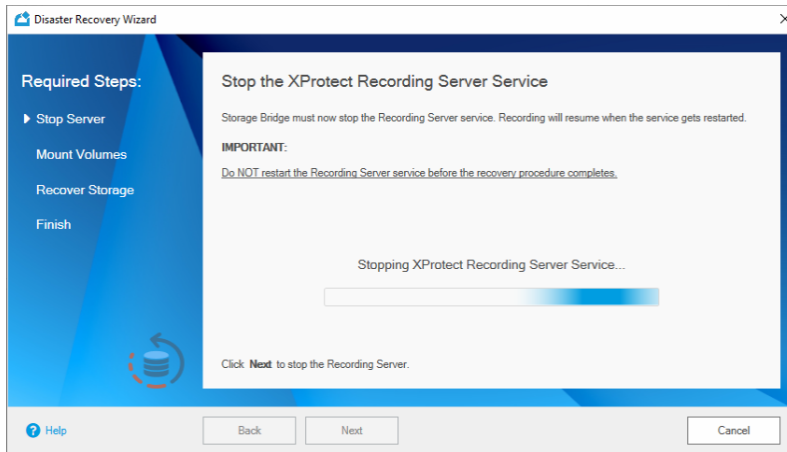 Disaster Recovery Wizard
Required Steps:
Stop Server
Mount Volumes
Recover Storage
Finish
Stop the XProtect Recording Server Service
Storage Bridge must now stop the Recording Server service. Recording will resume when the service gets restarted.
IMPORTANT:
Do NOT restart the Recording Server service before the recovery procedure completes.
Stopping XProtect Recording Server Service...
Click Next to stop the Recording Server.
Help
Back
Next
Cancel